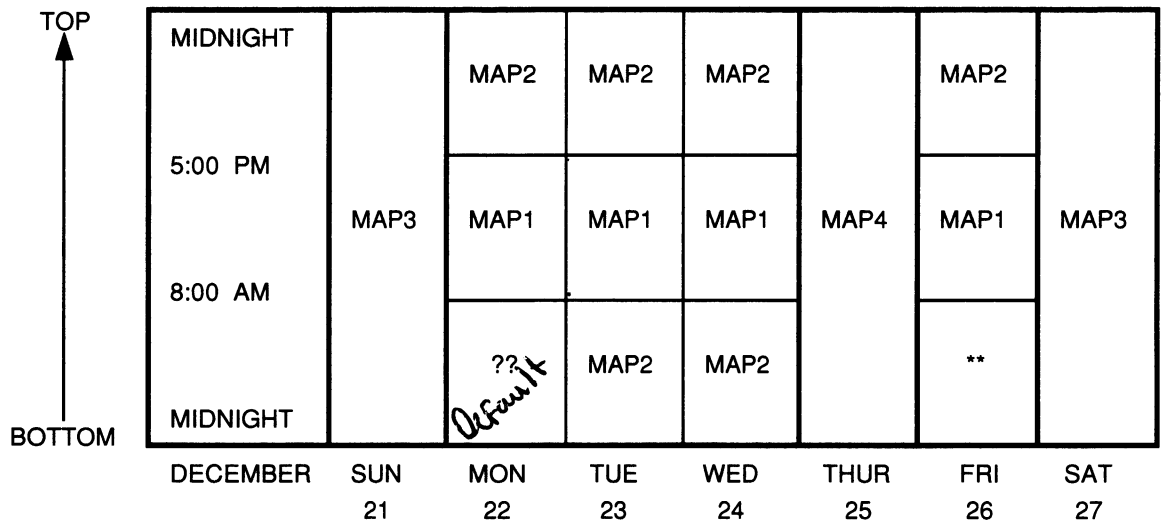 TOP
MIDNIGHT
MAP2 MAP2 MAP2 MAP2
5:00 PM
MAP3 MAP1 MAP1 MAP1 MAP4 MAP1 MAP3
8:00 AM
?? MAP2 MAP2 **
Default
MIDNIGHT
BOTTOM
DECEMBER SUN MON TUE WED THUR FRI SAT
21 22 23 24 25 26 27